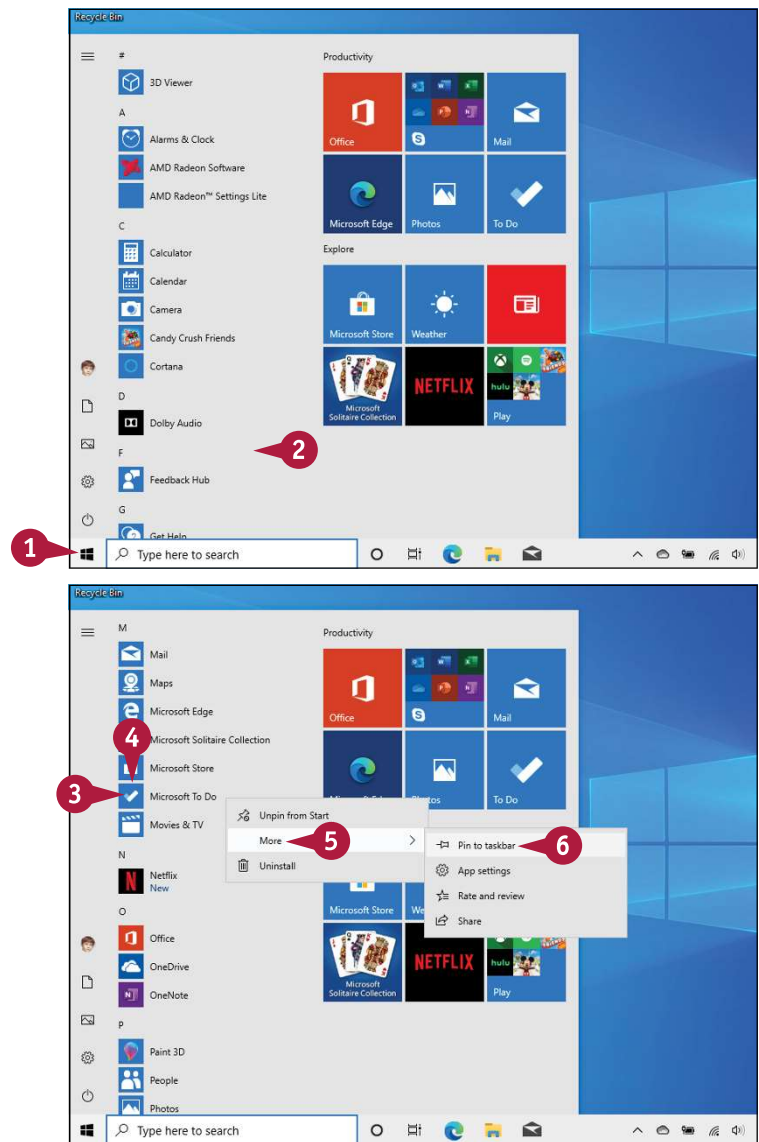 Recycle Bin
#
3D Viewer
A
Alarms & Clock
AMD Radeon Software
AMD Radeon™ Settings Lite
C
Calculator
Calendar
Camera
Candy Crush Friends
Cortana
D
Dolby Audio
F
Feedback Hub
G
Get Help
Productivity
Office
S
Mail
Microsoft Edge
Photos
To Do
Explore
Microsoft Store
Weather
Microsoft
Solitaire Collection
NETFLIX
hulu
Play
2
1
Type here to search
Recycle Bin
M
Mail
Maps
Microsoft Edge
4
Microsoft Solitaire Collection
Microsoft Store
3
Microsoft To Do
Movies & TV
N
Netflix
New
O
Office
OneDrive
OneNote
P
Paint 3D
People
Photos
Productivity
Office
S
Mail
To Do
Unpin from Start
More
5
Uninstall
Pin to taskbar
6
App settings
Rate and review
Share
Microsoft Store
We
Microsoft
Solitaire Collection
NETFLIX
hulu
Play
Type here to search